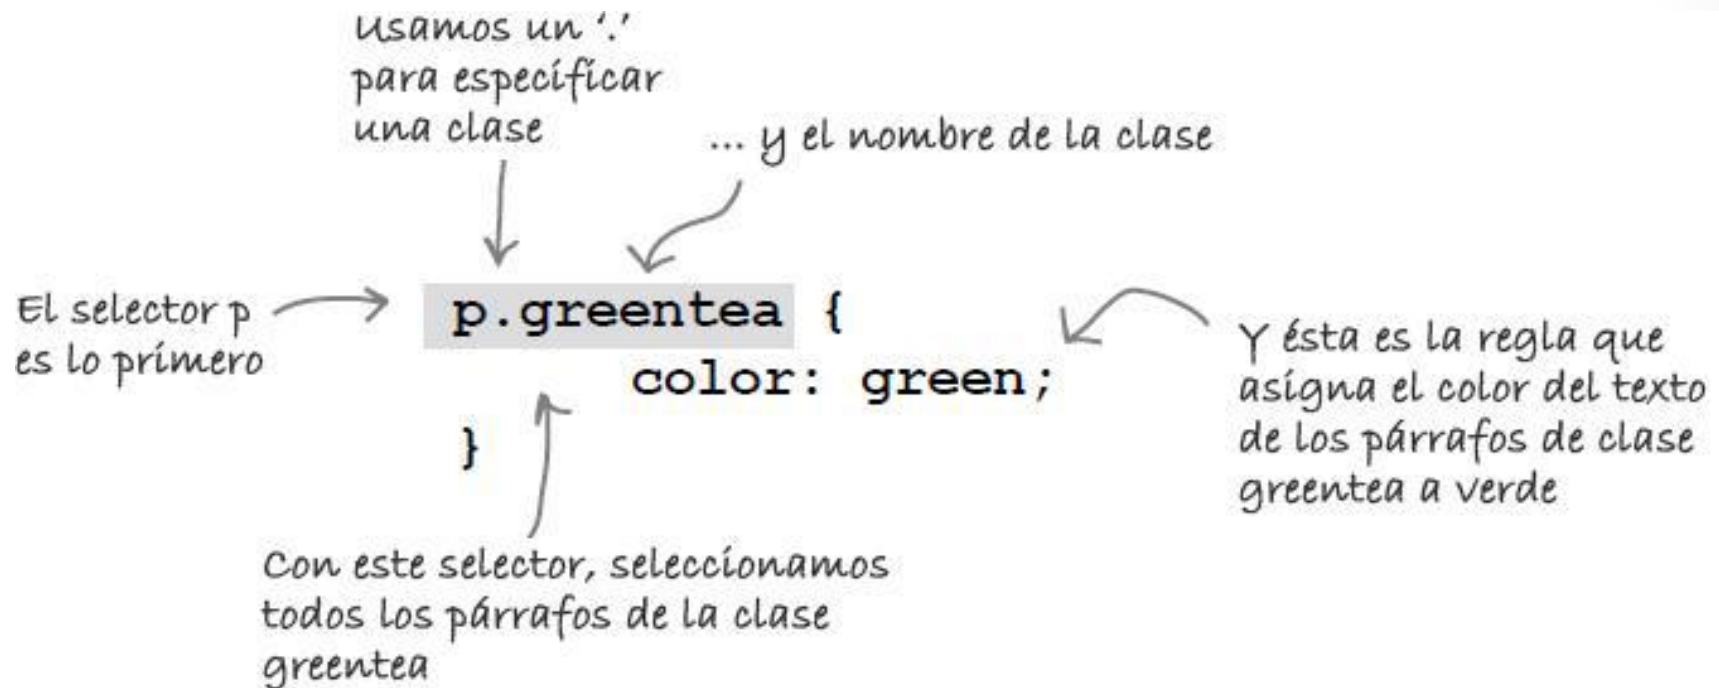 Usamos un '.'
para especificar
una clase
... y el nombre de la clase
El selector p
es lo primero
p.greentea {
color: green;
}
Y ésta es la regla que
asigna el color del texto
de los párrafos de clase
greentea a verde
Con este selector, seleccionamos
todos los párrafos de la clase
greentea